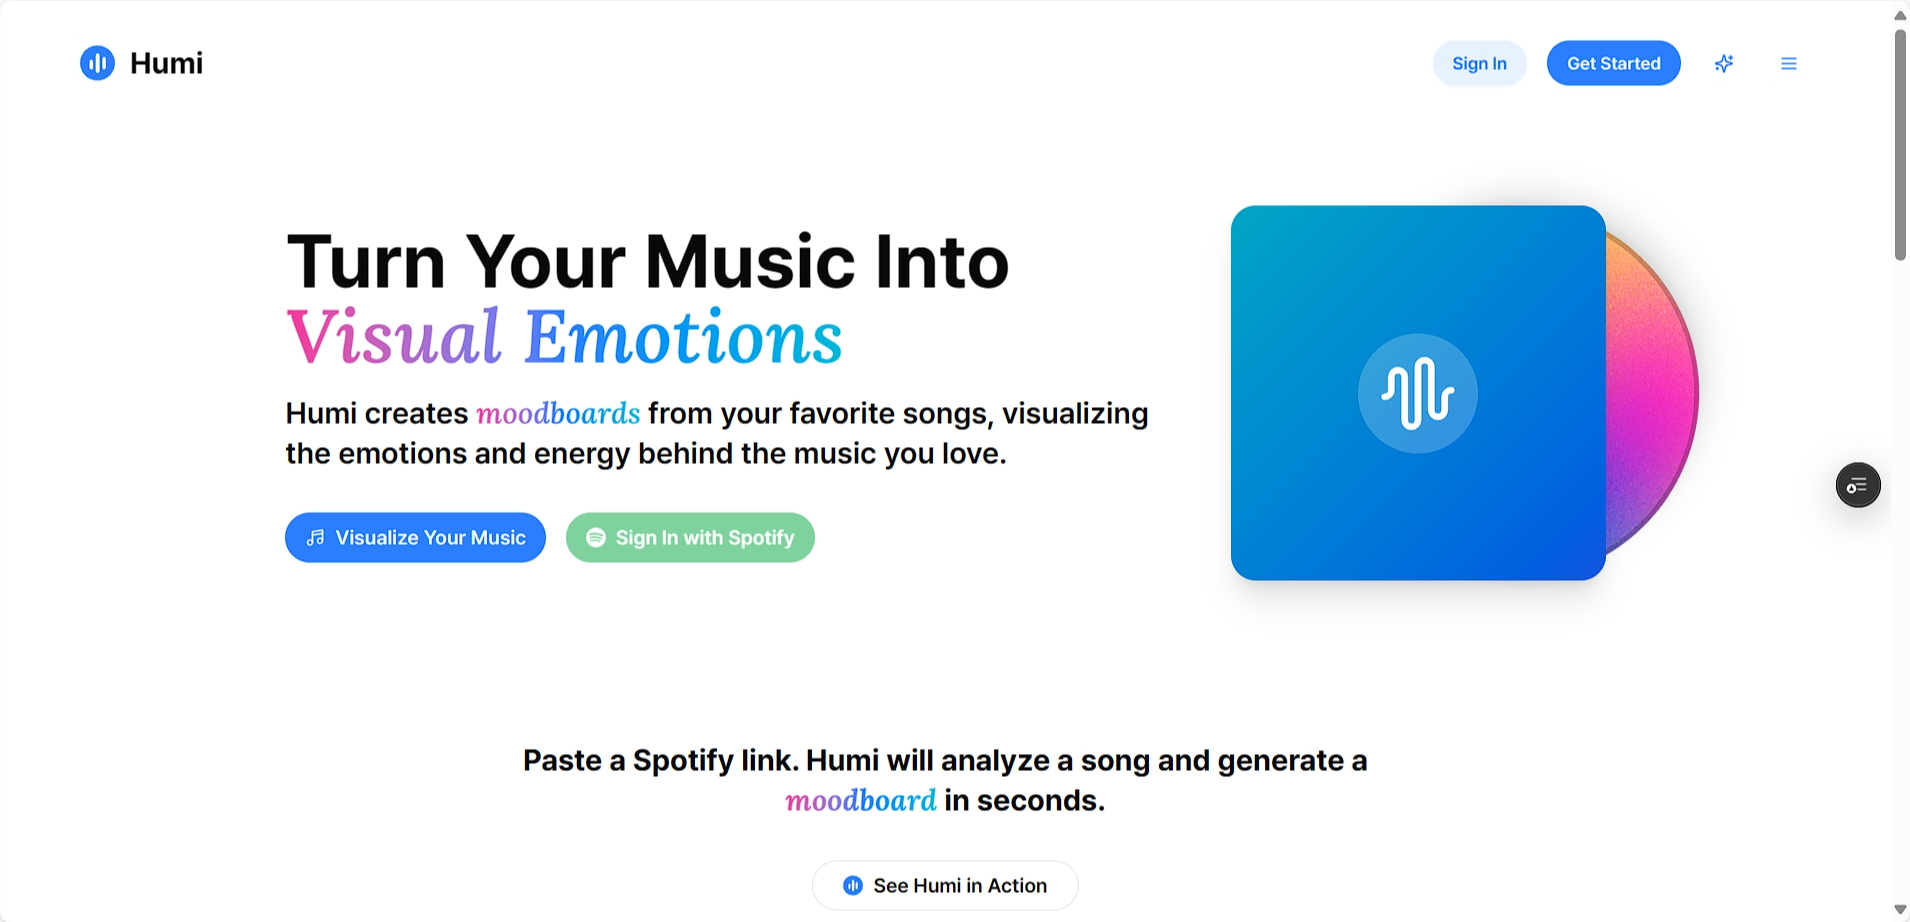 Humi
Sign In
Get Started
Turn Your Music Into
Visual Emotions
Humi creates moodboards from your favorite songs, visualizing
the emotions and energy behind the music you love.
Visualize Your Music
Sign In with Spotify
Paste a Spotify link. Humi will analyze a song and generate a
moodboard in seconds.
See Humi in Action